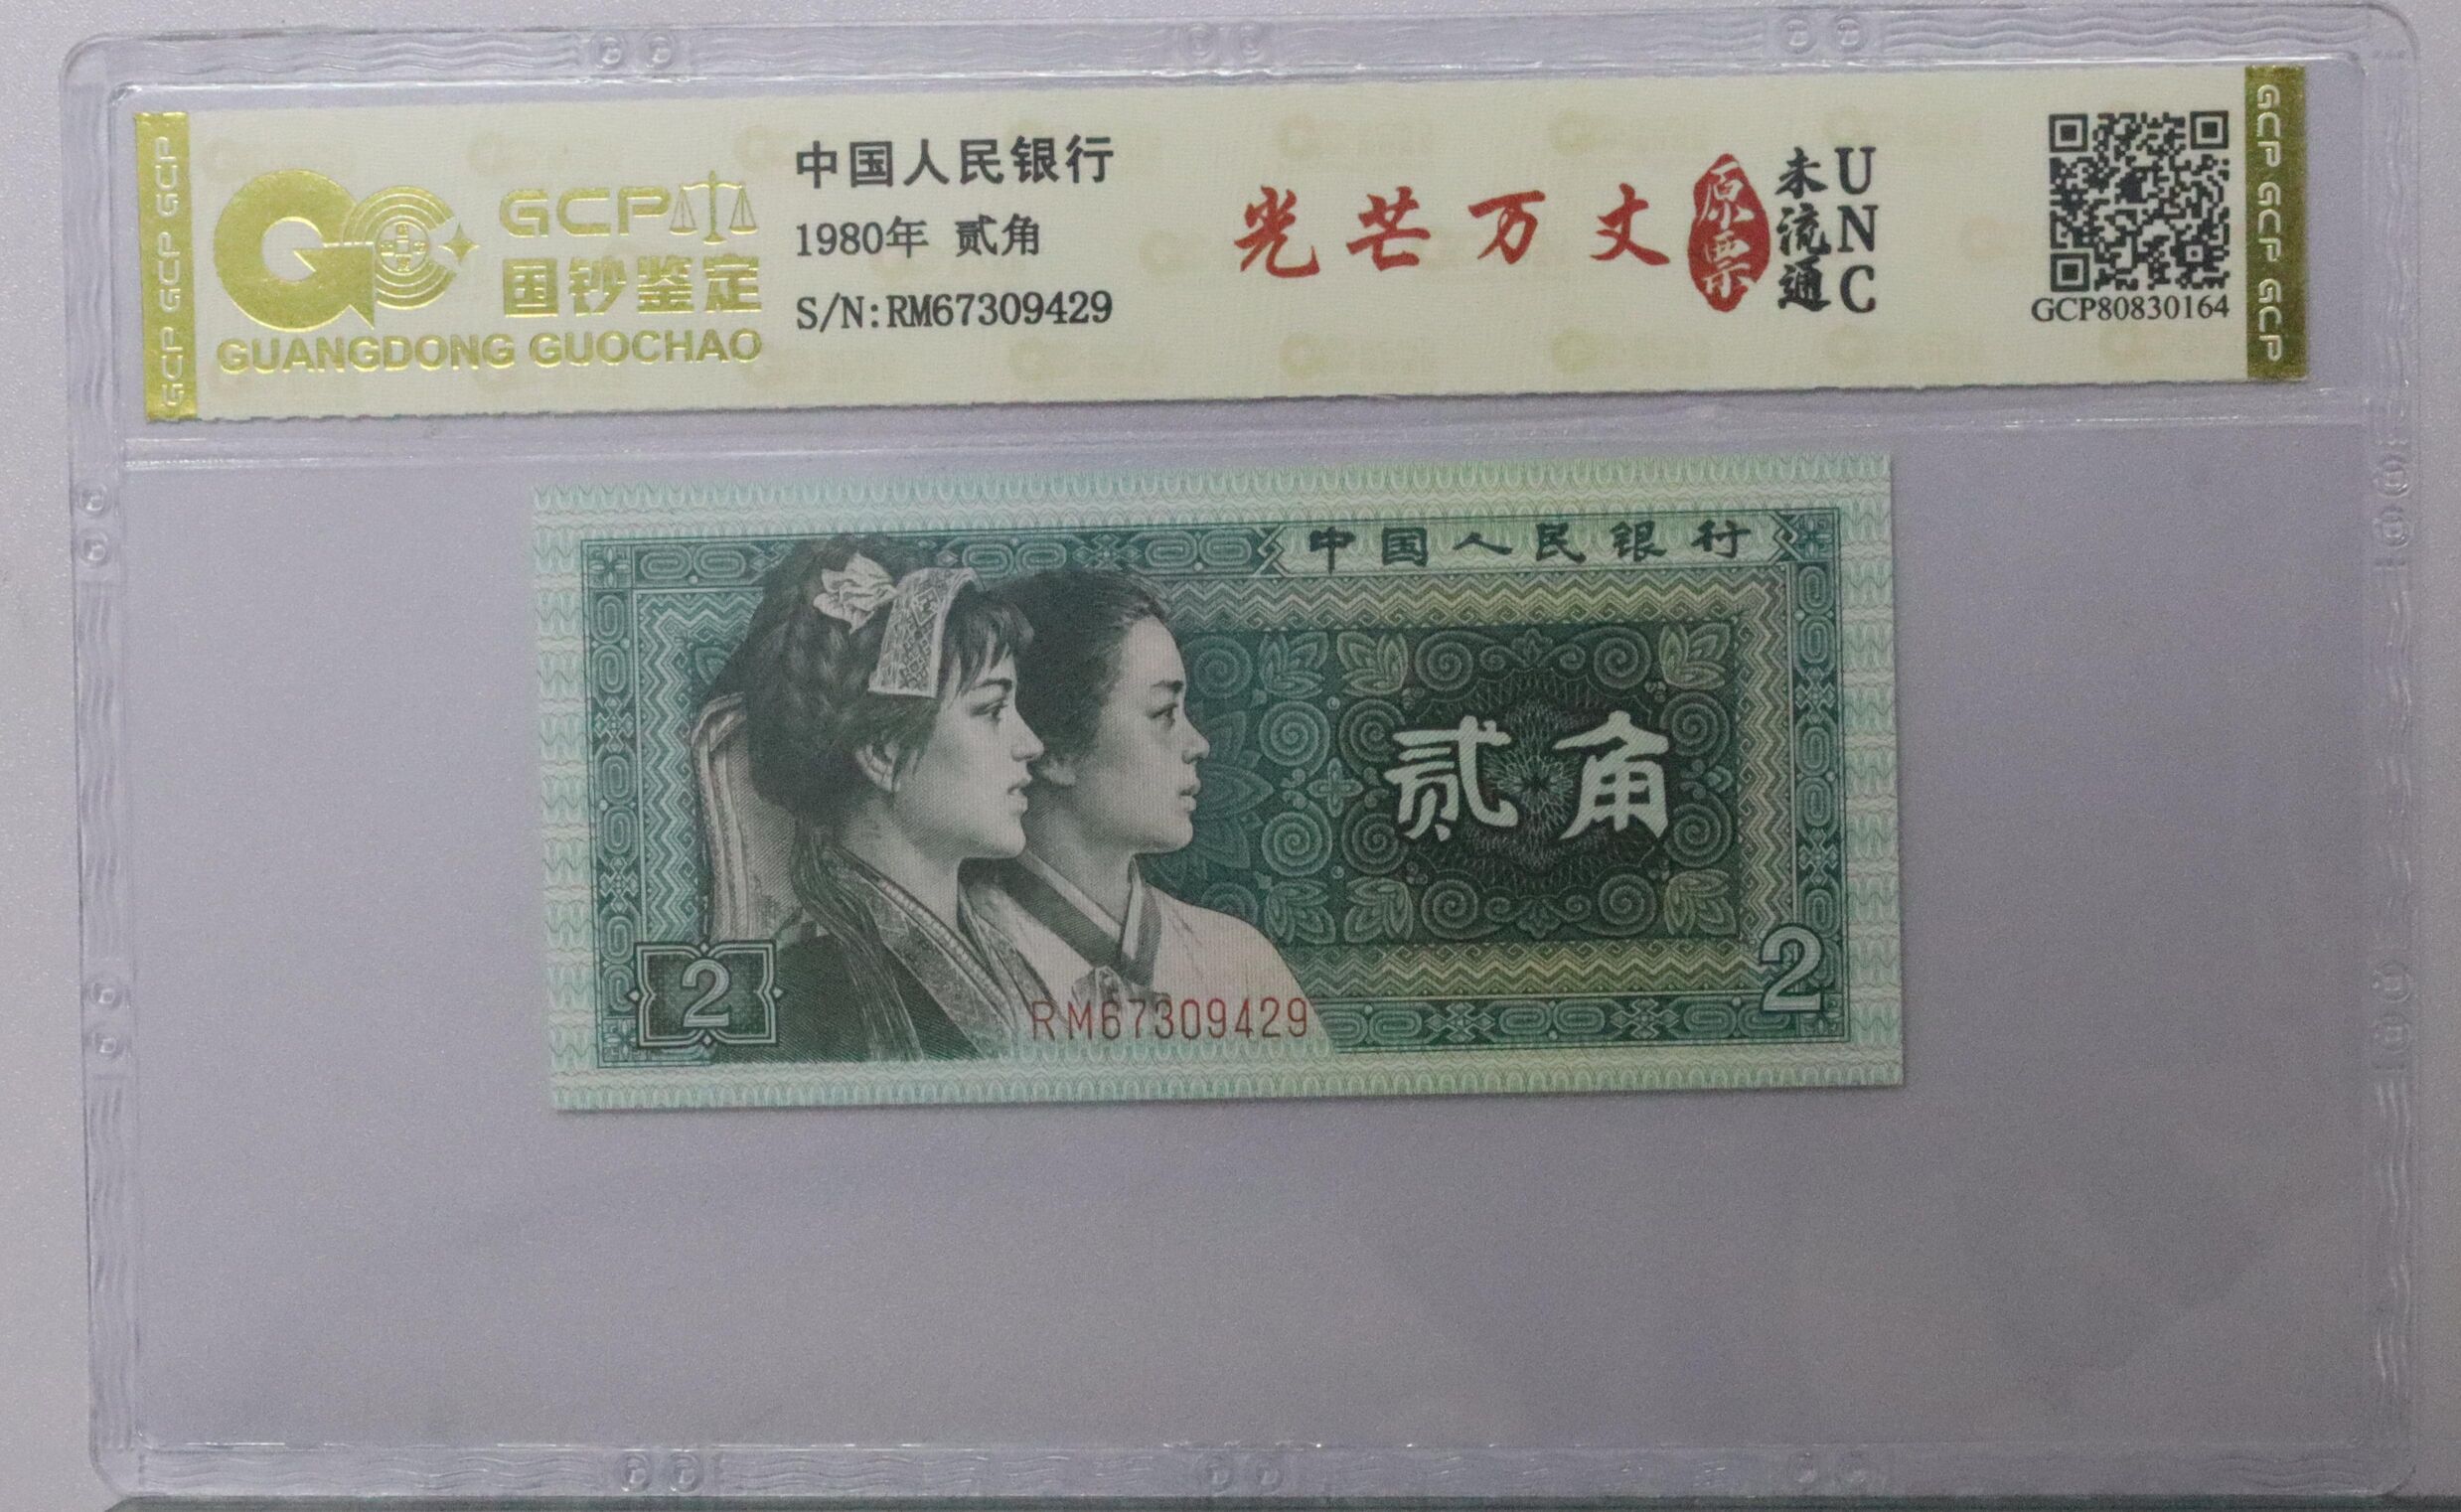 GCP GCP GCP
GCP
国钞鉴定
GUANGDONG GUOCHAO
中国人民银行
1980年 贰角
S/N:RM67309429
光芒万丈
原票
未流通
UNC
GCP80830164
GCP GCP GCP GCP
中国人民银行
贰角
2
RM67309429
2